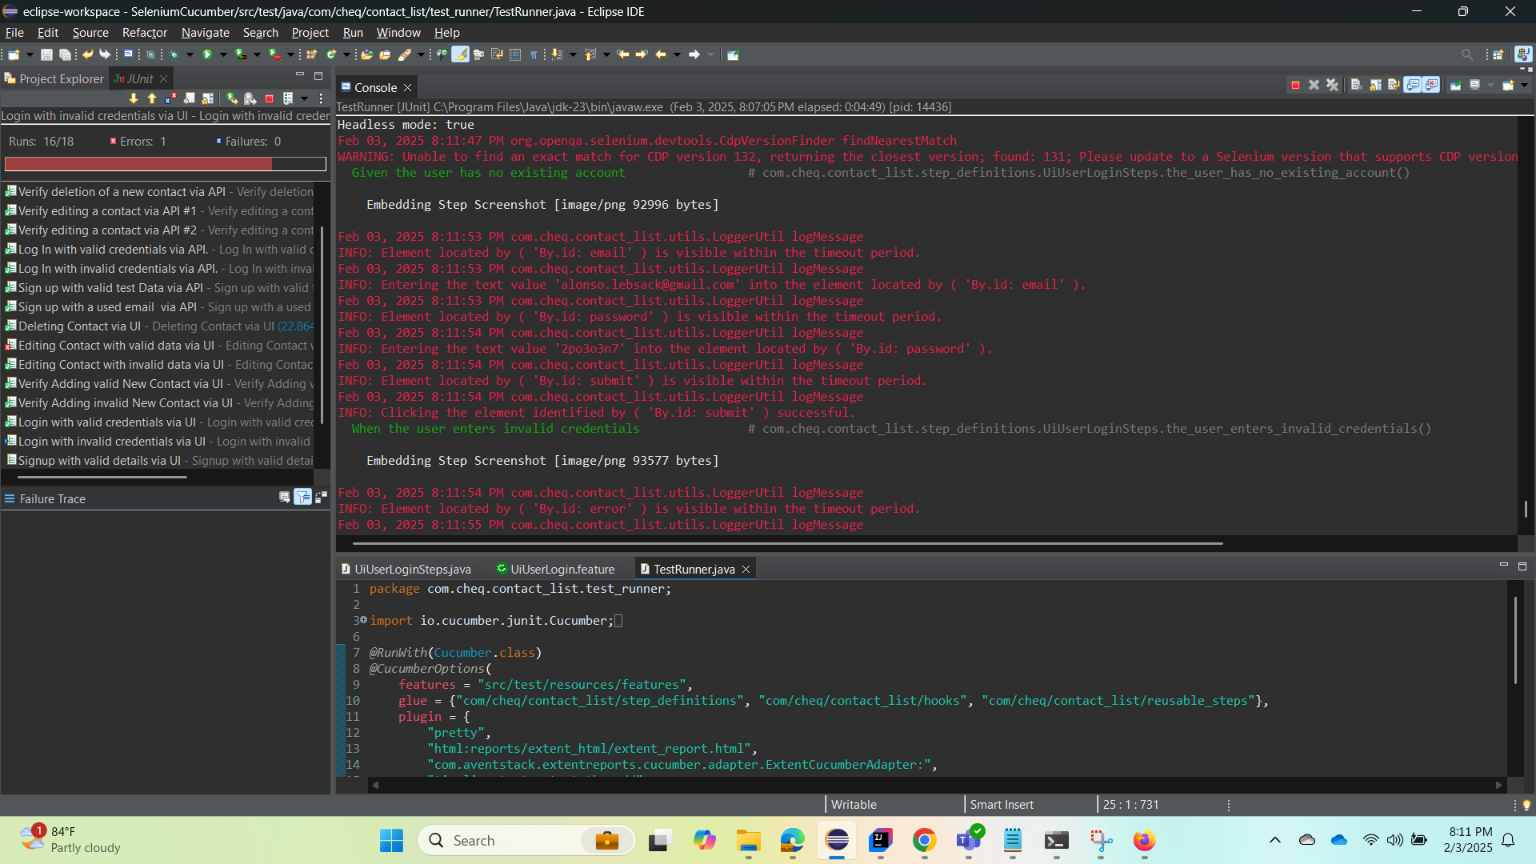 eclipse-workspace - SeleniumCucumber/src/test/java/com/cheq/contact_list/test_runner/TestRunner.java - Eclipse IDE
File Edit Source Refactor Navigate Search Project Run Window Help
Project Explorer JUnit
Login with invalid credentials via UI - Login with invalid creder
Runs: 16/18 Errors: 1 Failures: 0
Verify deletion of a new contact via API - Verify deletion
Verify editing a contact via API #1 - Verify editing a cont
Verify editing a contact via API #2 - Verify editing a cont
Log In with valid credentials via API. - Log In with valid c
Log In with invalid credentials via API. - Log In with inva
Sign up with valid test Data via API - Sign up with valid
Sign up with a used email via API - Sign up with a used
Deleting Contact via UI - Deleting Contact via UI (22.864
Editing Contact with valid data via UI - Editing Contact
Editing Contact with invalid data via UI - Editing Contac
Verify Adding valid New Contact via UI - Verify Adding v
Verify Adding invalid New Contact via UI - Verify Adding
Login with valid credentials via UI - Login with valid crec
Login with invalid credentials via UI - Login with invalid
Signup with valid details via UI - Signup with valid detai
Failure Trace
Console
TestRunner [JUnit] C:\Program Files\Java\jdk-23\bin\javaw.exe (Feb 3, 2025, 8:07:05 PM elapsed: 0:04:49) [pid: 14436]
Headless mode: true
Feb 03, 2025 8:11:47 PM org.openqa.selenium.devtools.CdpVersionFinder findNearestMatch
WARNING: Unable to find an exact match for CDP version 132, returning the closest version; found: 131; Please update to a Selenium version that supports CDP version
Given the user has no existing account # com.cheq.contact_list.step_definitions.UiUserLoginSteps.the_user_has_no_existing_account()
Embedding Step Screenshot [image/png 92996 bytes]
Feb 03, 2025 8:11:53 PM com.cheq.contact_list.utils.LoggerUtil logMessage
INFO: Element located by ( 'By.id: email' ) is visible within the timeout period.
Feb 03, 2025 8:11:53 PM com.cheq.contact_list.utils.LoggerUtil logMessage
INFO: Entering the text value 'alonso.lebsack@gmail.com' into the element located by ( 'By.id: email' ).
Feb 03, 2025 8:11:53 PM com.cheq.contact_list.utils.LoggerUtil logMessage
INFO: Element located by ( 'By.id: password' ) is visible within the timeout period.
Feb 03, 2025 8:11:54 PM com.cheq.contact_list.utils.LoggerUtil logMessage
INFO: Entering the text value '2po3o3n7' into the element located by ( 'By.id: password' ).
Feb 03, 2025 8:11:54 PM com.cheq.contact_list.utils.LoggerUtil logMessage
INFO: Element located by ( 'By.id: submit' ) is visible within the timeout period.
Feb 03, 2025 8:11:54 PM com.cheq.contact_list.utils.LoggerUtil logMessage
INFO: Clicking the element identified by ( 'By.id: submit' ) successful.
When the user enters invalid credentials # com.cheq.contact_list.step_definitions.UiUserLoginSteps.the_user_enters_invalid_credentials()
Embedding Step Screenshot [image/png 93577 bytes]
Feb 03, 2025 8:11:54 PM com.cheq.contact_list.utils.LoggerUtil logMessage
INFO: Element located by ( 'By.id: error' ) is visible within the timeout period.
Feb 03, 2025 8:11:55 PM com.cheq.contact_list.utils.LoggerUtil logMessage
UiUserLoginSteps.java UiUserLogin.feature TestRunner.java
1 package com.cheq.contact_list.test_runner;
2
3 import io.cucumber.junit.Cucumber;
6
7 @RunWith(Cucumber.class)
8 @CucumberOptions(
9 features = "src/test/resources/features",
10 glue = {"com/cheq/contact_list/step_definitions", "com/cheq/contact_list/hooks", "com/cheq/contact_list/reusable_steps"},
11 plugin = {
12 "pretty",
13 "html:reports/extent_html/extent_report.html",
14 "com.aventstack.extentreports.cucumber.adapter.ExtentCucumberAdapter:",
Writable Smart Insert 25 : 1 : 731
1 84°F
Partly cloudy
Search
8:11 PM
2/3/2025